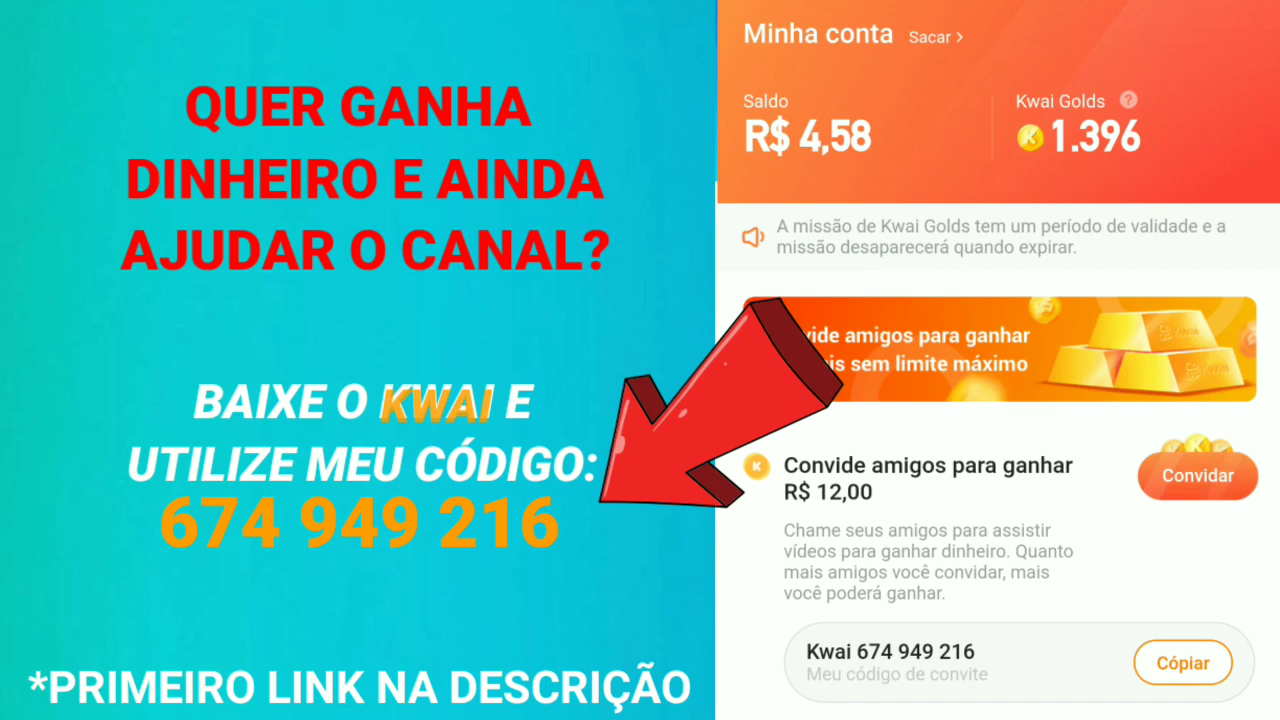 QUER GANHA
DINHEIRO E AINDA
AJUDAR O CANAL?
BAIXE O KWAI E
UTILIZE MEU CÓDIGO:
674 949 216
*PRIMEIRO LINK NA DESCRIÇÃO
Minha conta Sacar >
Saldo
R$ 4,58
Kwai Golds ?
K 1.396
A missão de Kwai Golds tem um período de validade e a
missão desaparecerá quando expirar.
amigos para ganhar
sem limite máximo
K Convide amigos para ganhar
R$ 12,00
Convidar
Chame seus amigos para assistir
vídeos para ganhar dinheiro. Quanto
mais amigos você convidar, mais
você poderá ganhar.
Kwai 674 949 216
Meu código de convite
Cópiar